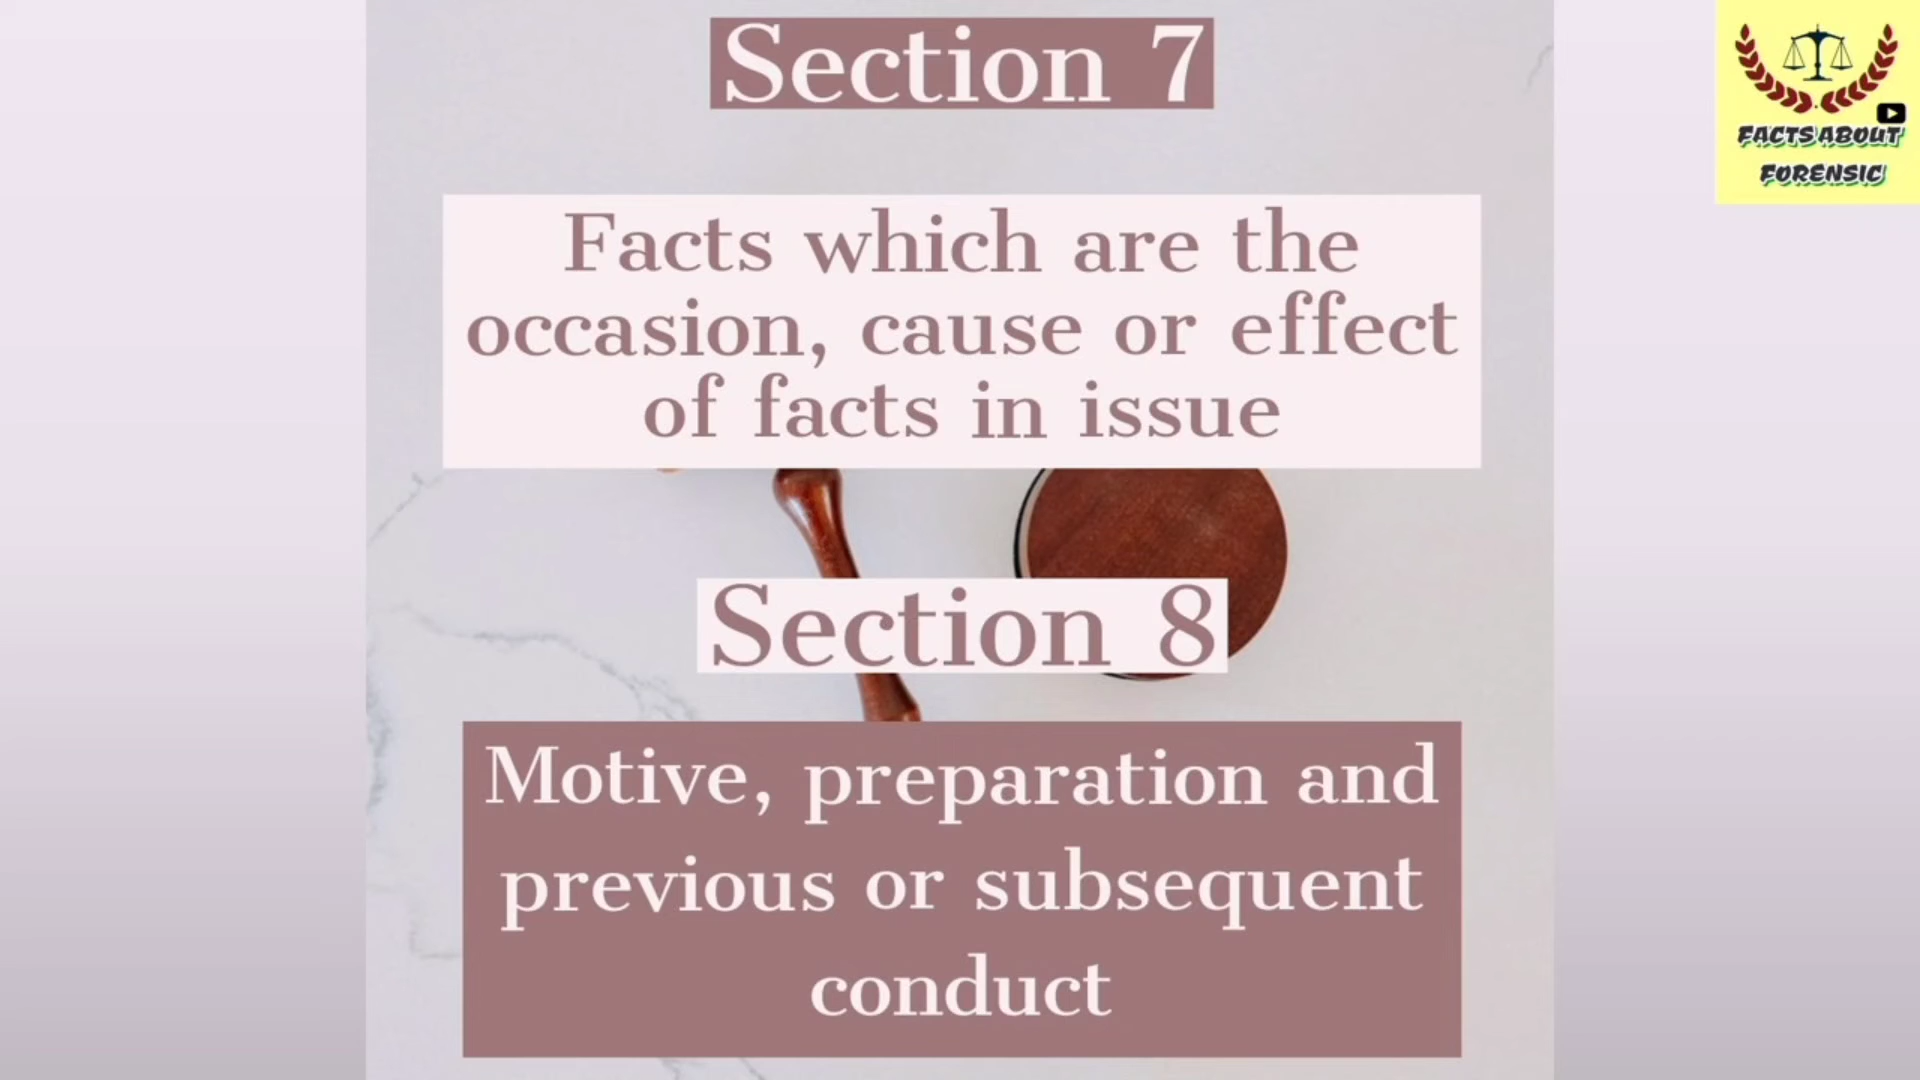 Section 7
Facts which are the
occasion, cause or effect
of facts in issue
Section 8
Motive, preparation and
previous or subsequent
conduct
FACTS ABOUT
FORENSIC